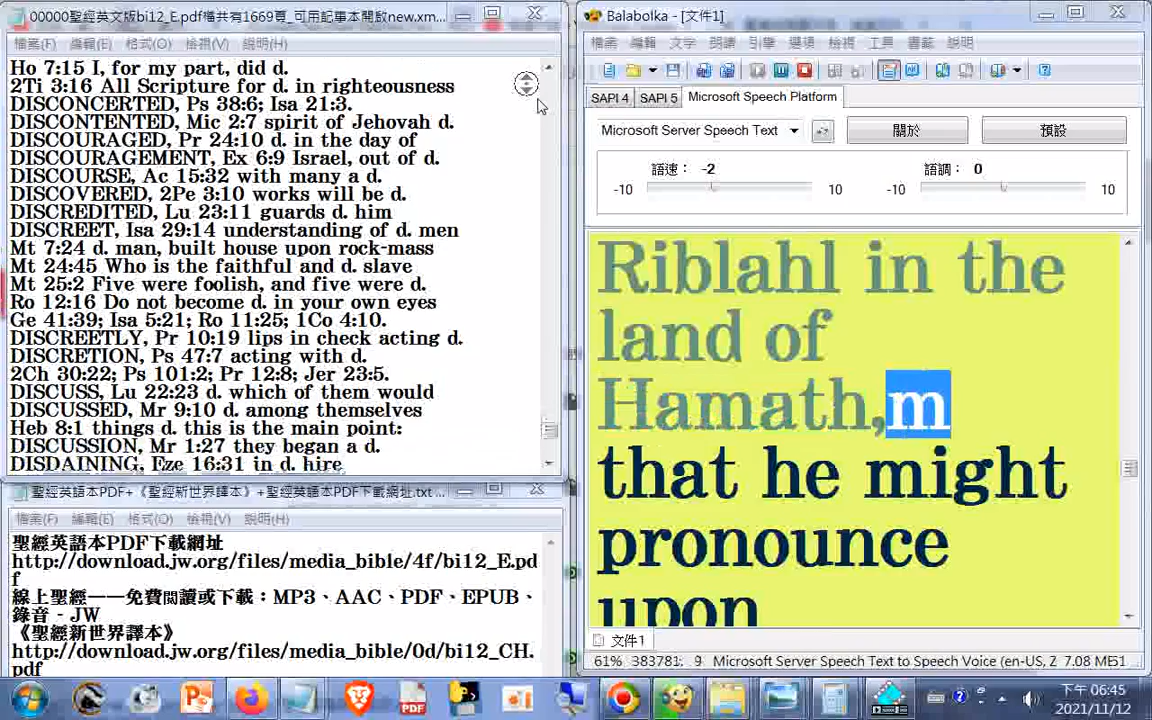 00000聖經英文版bi12_E.pdf檔共有1669頁_可用記事本開啟new.xm...
檔案(F) 編輯(E) 格式(O) 檢視(V) 說明(H)
Ho 7:15 I, for my part, did d.
2Ti 3:16 All Scripture for d. in righteousness
DISCONCERTED, Ps 38:6; Isa 21:3.
DISCONTENTED, Mic 2:7 spirit of Jehovah d.
DISCOURAGED, Pr 24:10 d. in the day of
DISCOURAGEMENT, Ex 6:9 Israel, out of d.
DISCOURSE, Ac 15:32 with many a d.
DISCOVERED, 2Pe 3:10 works will be d.
DISCREDITED, Lu 23:11 guards d. him
DISCREET, Isa 29:14 understanding of d. men
Mt 7:24 d. man, built house upon rock-mass
Mt 24:45 Who is the faithful and d. slave
Mt 25:2 Five were foolish, and five were d.
Ro 12:16 Do not become d. in your own eyes
Ge 41:39; Isa 5:21; Ro 11:25; 1Co 4:10.
DISCREETLY, Pr 10:19 lips in check acting d.
DISCRETION, Ps 47:7 acting with d.
2Ch 30:22; Ps 101:2; Pr 12:8; Jer 23:5.
DISCUSS, Lu 22:23 d. which of them would
DISCUSSED, Mr 9:10 d. among themselves
Heb 8:1 things d. this is the main point:
DISCUSSION, Mr 1:27 they began a d.
DISDAINING, Eze 16:31 in d. hire
聖經英語本PDF+《聖經新世界譯本》+聖經英語本PDF下載網址.txt ...
檔案(F) 編輯(E) 格式(O) 檢視(V) 說明(H)
聖經英語本PDF下載網址
http://download.jw.org/files/media_bible/4f/bi12_E.pd
f
線上聖經——免費閱讀或下載：MP3、AAC、PDF、EPUB、
錄音 - JW
《聖經新世界譯本》
http://download.jw.org/files/media_bible/0d/bi12_CH.
pdf
Balabolka - [文件1]
檔案 編輯 文字 朗讀 引擎 選項 檢視 工具 書籤 說明
SAPI 4 SAPI 5 Microsoft Speech Platform
Microsoft Server Speech Text 關於 預設
語速： -2 語調： 0
-10 10 -10 10
Riblahl in the
land of
Hamath,m
that he might
pronounce
upon
文件1
61% 383781: 9 Microsoft Server Speech Text to Speech Voice (en-US, Z 7.08 MB
下午 06:45
2021/11/12